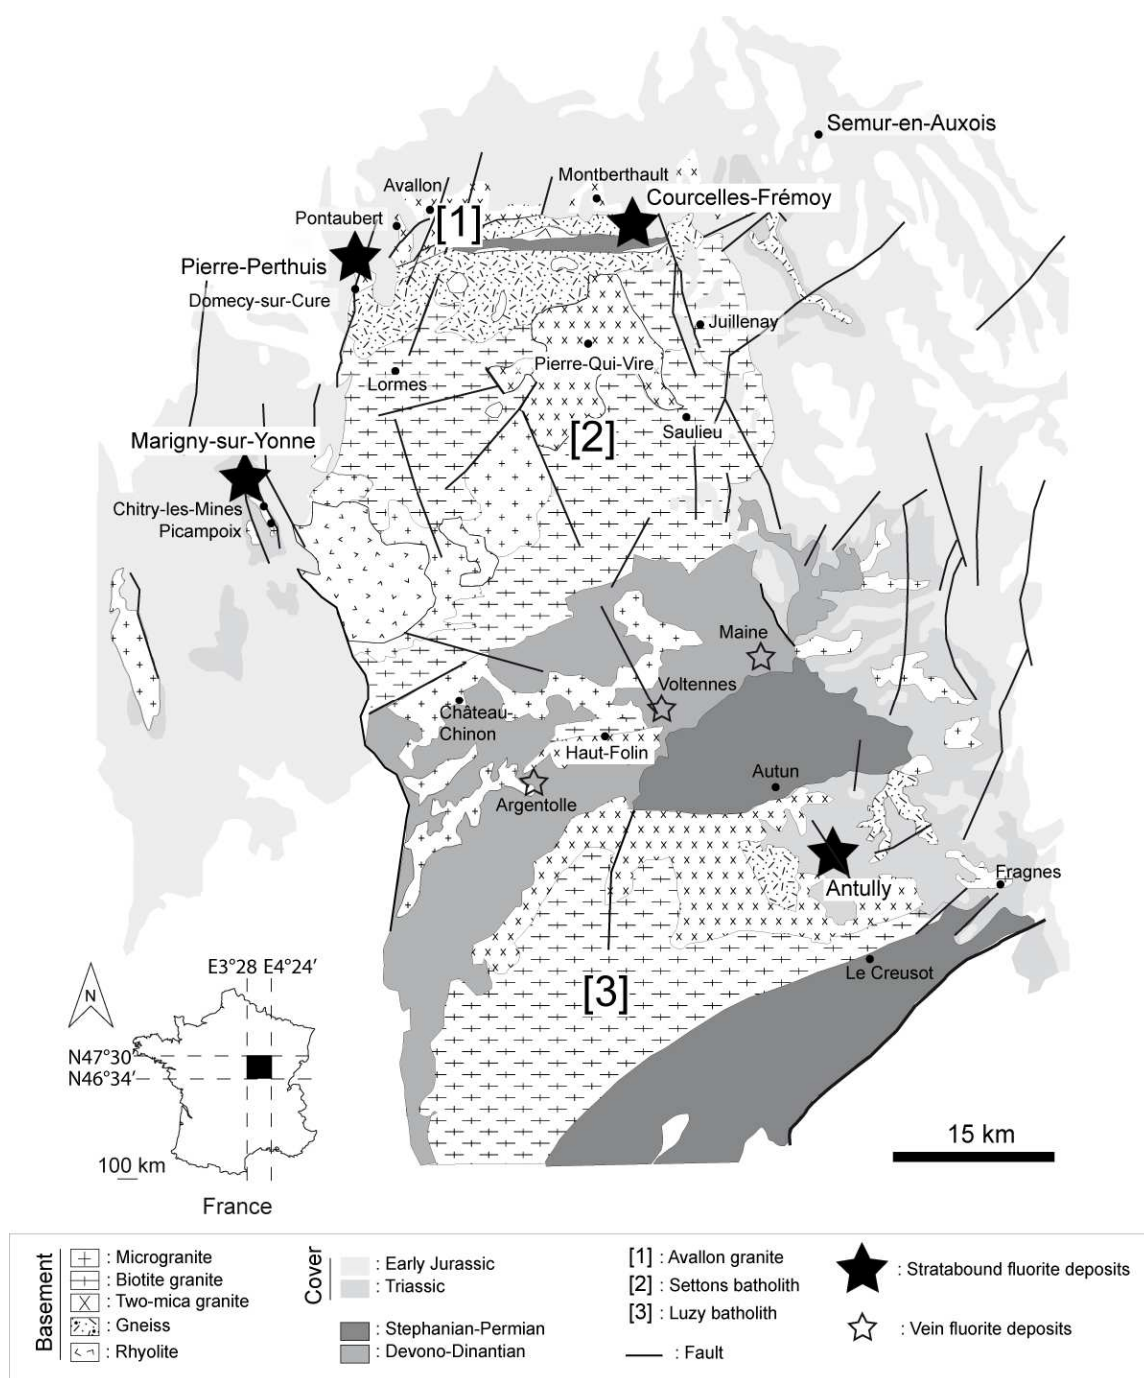 Semur-en-Auxois
Montberthault
Avallon
Courcelles-Frémoy
Pontaubert
[1]
Pierre-Perthuis
Domecy-sur-Cure
Juillenay
Pierre-Qui-Vire
Lormes
Saulieu
[2]
Marigny-sur-Yonne
Chitry-les-Mines
Picampoix
Maine
Voltennes
Château-
Chinon
Haut-Folin
Autun
Argentolle
Antully
Fragnes
Le Creusot
[3]
E3°28 E4°24'
N
N47°30'
N46°34'
100 km
France
15 km
Basement
+ : Microgranite
: Biotite granite
X : Two-mica granite
: Gneiss
: Rhyolite
Cover
: Early Jurassic
: Triassic
: Stephanian-Permian
: Devono-Dinantian
[1] : Avallon granite
[2] : Settons batholith
[3] : Luzy batholith
: Fault
: Stratabound fluorite deposits
: Vein fluorite deposits